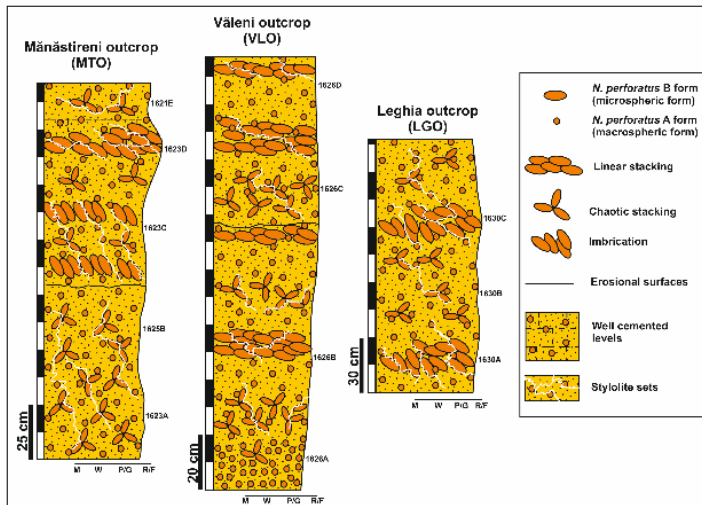 Mănăstireni outcrop
(MTO)
25 cm
1621E
1623D
1623C
1625B
1623A
M W P/G R/F
Văleni outcrop
(VLO)
20 cm
1626D
1626C
1626B
1626A
M W P/G R/F
Leghia outcrop
(LGO)
30 cm
1630C
1630B
1630A
M W P/G R/F
N. perforatus B form
(microspheric form)
N. perforatus A form
(macrospheric form)
Linear stacking
Chaotic stacking
Imbrication
Erosional surfaces
Well cemented
levels
Stylolite sets